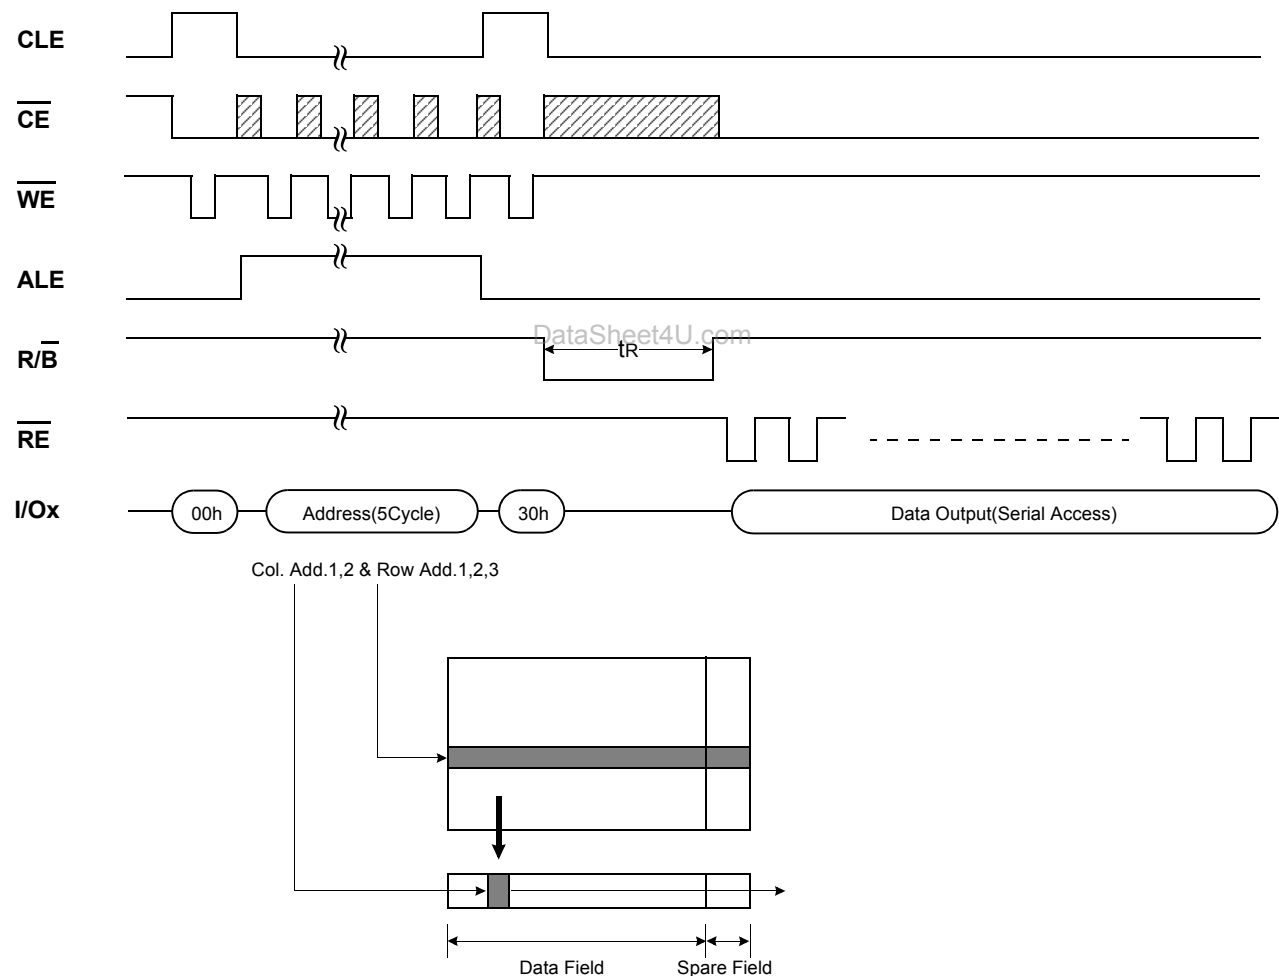 CLE
CE
WE
ALE
DataSheet4U.com
R/B
tR
RE
I/Ox
00h
Address(5Cycle)
30h
Data Output(Serial Access)
Col. Add.1,2 & Row Add.1,2,3
Data Field
Spare Field